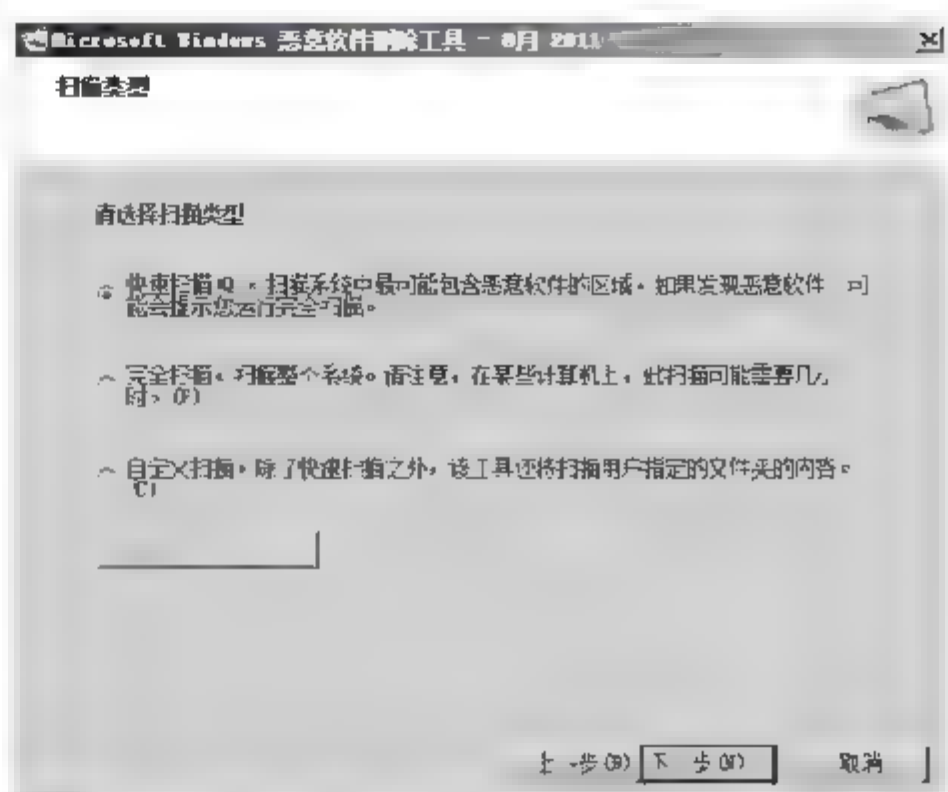 Microsoft Windows 恶意软件删除工具 - 8月 2011
扫描类型
请选择扫描类型
快速扫描(Q)。扫描系统中最可能包含恶意软件的区域。如果发现恶意软件 可
能会提示您运行完全扫描。
完全扫描。扫描整个系统。请注意,在某些计算机上,此扫描可能需要几小
时。(F)
自定义扫描。除了快速扫描之外,该工具还将扫描用户指定的文件夹的内容。
(C)
上一步(B) 下一步(N) 取消